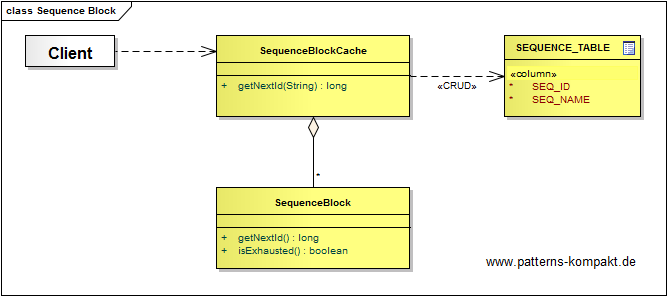 class Sequence Block
Client
SequenceBlockCache
+ getNextId(String) : long
«CRUD»
SEQUENCE_TABLE
«column»
* SEQ_ID
* SEQ_NAME
*
SequenceBlock
+ getNextId() : long
+ isExhausted() : boolean
www.patterns-kompakt.de